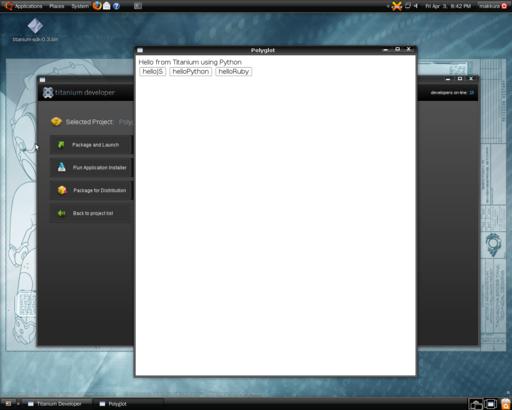 Applications Places System
Fri Apr 3, 8:42 PM makkura
titanium-sdk-0.3.bin
Polyglot
Hello from Titanium using Python
helloJS helloPython helloRuby
titanium developer
developers on-line:
Selected Project: Poly
Package and Launch
Run Application Installer
Package for Distribution
Back to project list
Titanium Developer
Polyglot